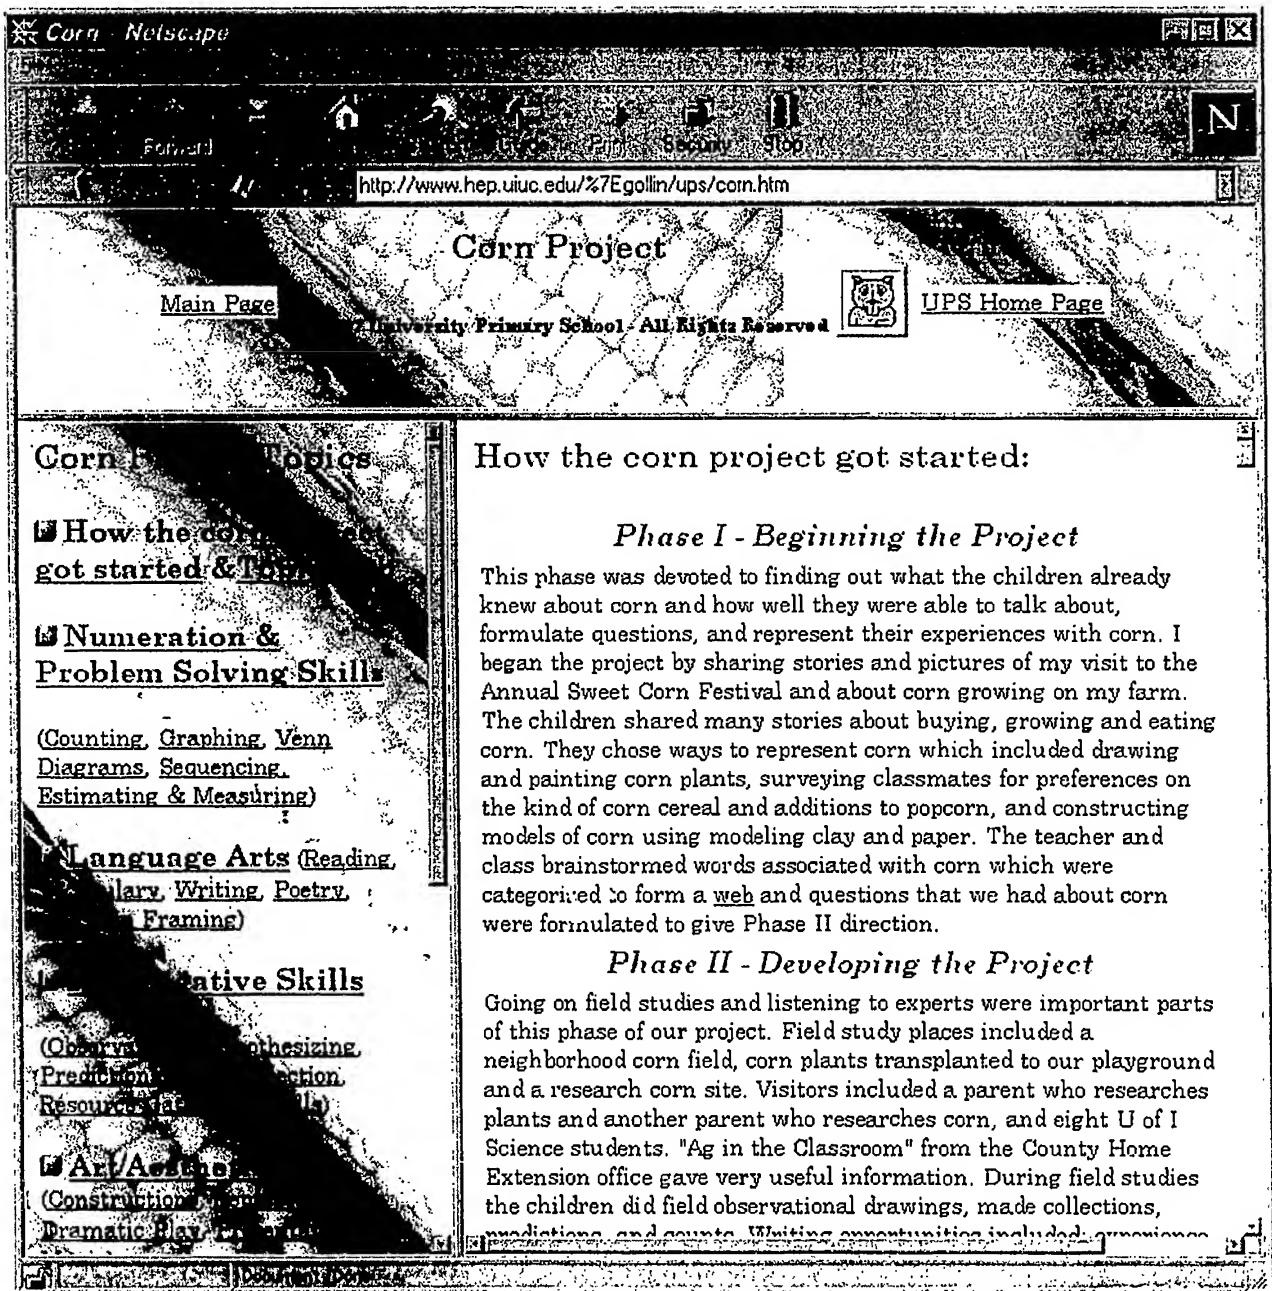 Corn - Netscape
Forward
Print Security Stop
N
http://www.hep.uiuc.edu/%7Egollin/ups/corn.htm
Corn Project
Main Page
University Primary School - All Rights Reserved
UPS Home Page
Corn Topics
How the
got started &
Numeration &
Problem Solving Skills
(Counting, Graphing, Venn
Diagrams, Sequencing,
Estimating & Measuring)
Language Arts (Reading,
Writing, Poetry,
Framing)
Skills
Art/
(Construction,
Dramatic Play,
How the corn project got started:
Phase I - Beginning the Project
This phase was devoted to finding out what the children already
knew about corn and how well they were able to talk about,
formulate questions, and represent their experiences with corn. I
began the project by sharing stories and pictures of my visit to the
Annual Sweet Corn Festival and about corn growing on my farm.
The children shared many stories about buying, growing and eating
corn. They chose ways to represent corn which included drawing
and painting corn plants, surveying classmates for preferences on
the kind of corn cereal and additions to popcorn, and constructing
models of corn using modeling clay and paper. The teacher and
class brainstormed words associated with corn which were
categorized to form a web and questions that we had about corn
were formulated to give Phase II direction.
Phase II - Developing the Project
Going on field studies and listening to experts were important parts
of this phase of our project. Field study places included a
neighborhood corn field, corn plants transplanted to our playground
and a research corn site. Visitors included a parent who researches
plants and another parent who researches corn, and eight U of I
Science students. "Ag in the Classroom" from the County Home
Extension office gave very useful information. During field studies
the children did field observational drawings, made collections,
predictions, and counts. Writing opportunities included experience
Document: Done